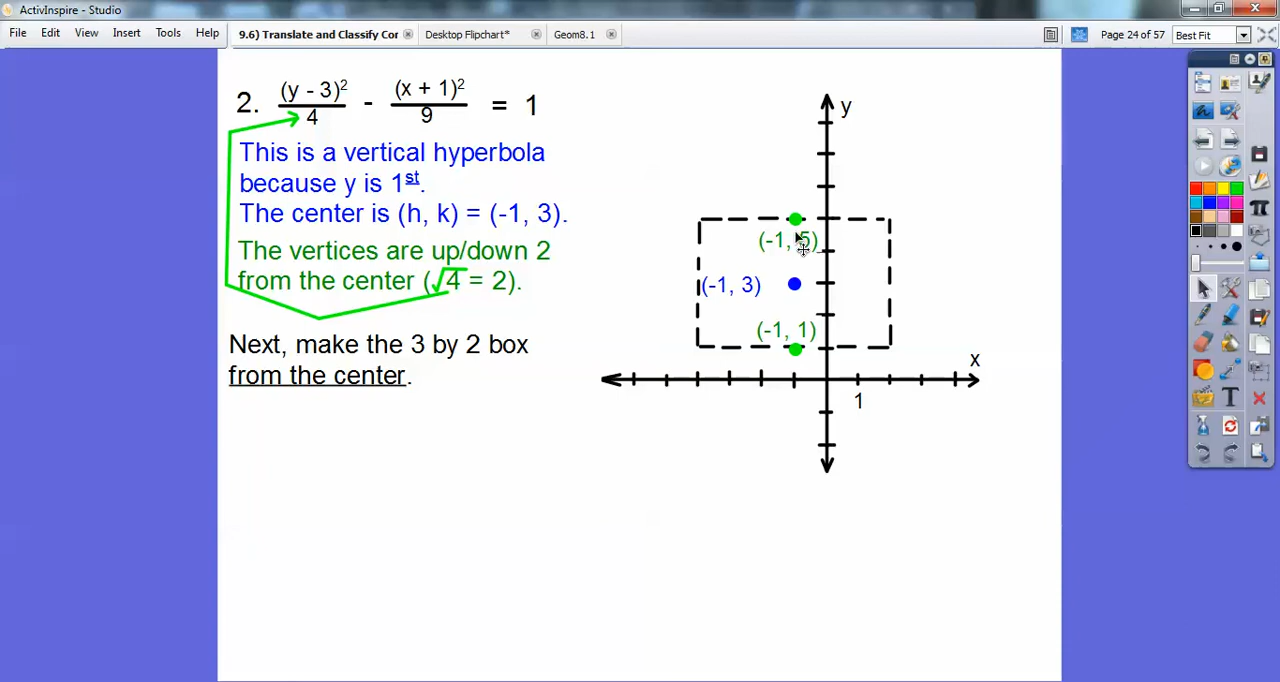 ActivInspire - Studio
File Edit View Insert Tools Help
9.6) Translate and Classify Cor
Desktop Flipchart*
Geom8.1
Page 24 of 57
Best Fit
2. (y - 3)²/4 - (x + 1)²/9 = 1
This is a vertical hyperbola
because y is 1st.
The center is (h, k) = (-1, 3).
The vertices are up/down 2
from the center (√4 = 2).
Next, make the 3 by 2 box
from the center.
y
(-1, 5)
(-1, 3)
(-1, 1)
x
1